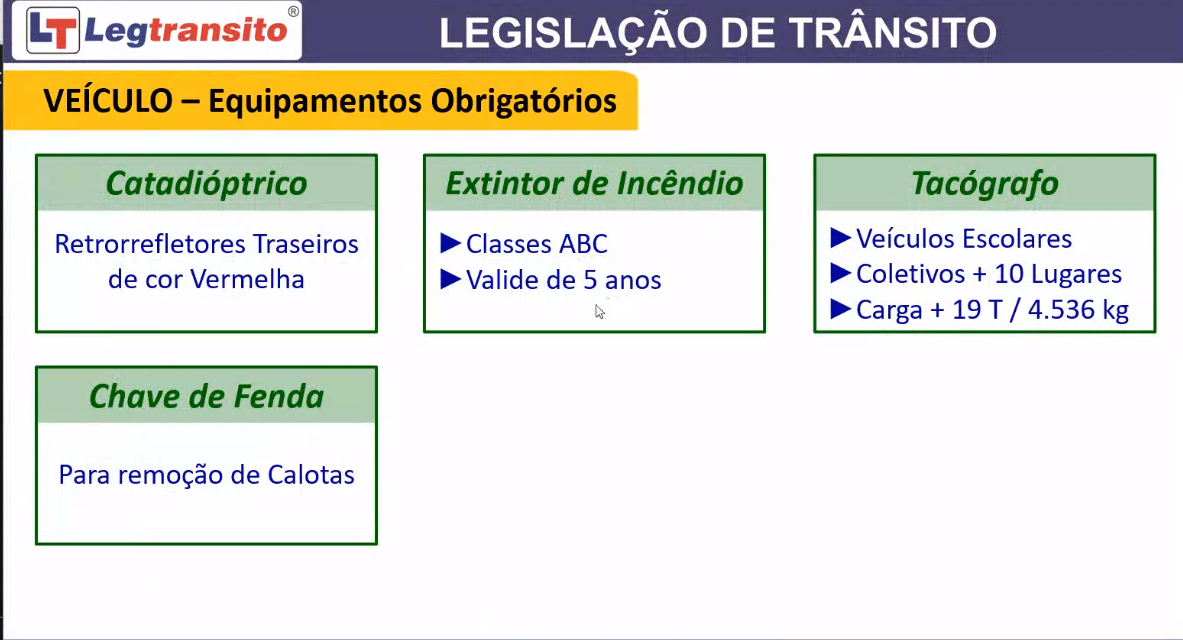 LT Legtransito®
LEGISLAÇÃO DE TRÂNSITO
VEÍCULO – Equipamentos Obrigatórios
Catadióptrico
Retrorrefletores Traseiros
de cor Vermelha
Extintor de Incêndio
►Classes ABC
►Valide de 5 anos
Tacógrafo
►Veículos Escolares
►Coletivos + 10 Lugares
►Carga + 19 T / 4.536 kg
Chave de Fenda
Para remoção de Calotas